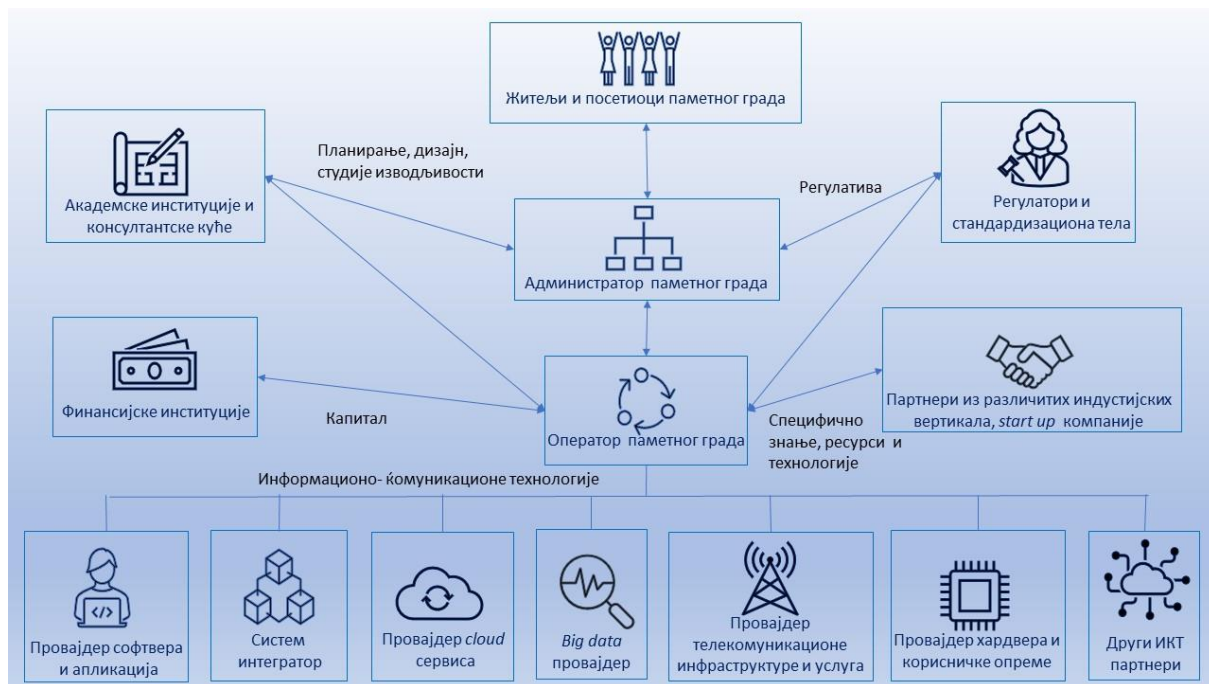 Житељи и посетиоци паметног града
Планирање, дизајн,
студије изводљивости
Регулатива
Академске институције и
консултантске куће
Регулатори и
стандардизациона тела
Администратор паметног града
Финансијске институције
Капитал
Оператор паметног града
Специфично
знање, ресурси и
технологије
Партнери из различитих индустијских
вертикала, start up компаније
Информационо- ќомуникационе технологије
Провајдер софтвера
и апликација
Систем
интегратор
Провајдер cloud
сервиса
Big data
провајдер
Провајдер
телекомуникационе
инфраструктуре и услуга
Провајдер хардвера и
корисничке опреме
Други ИКТ
партнери